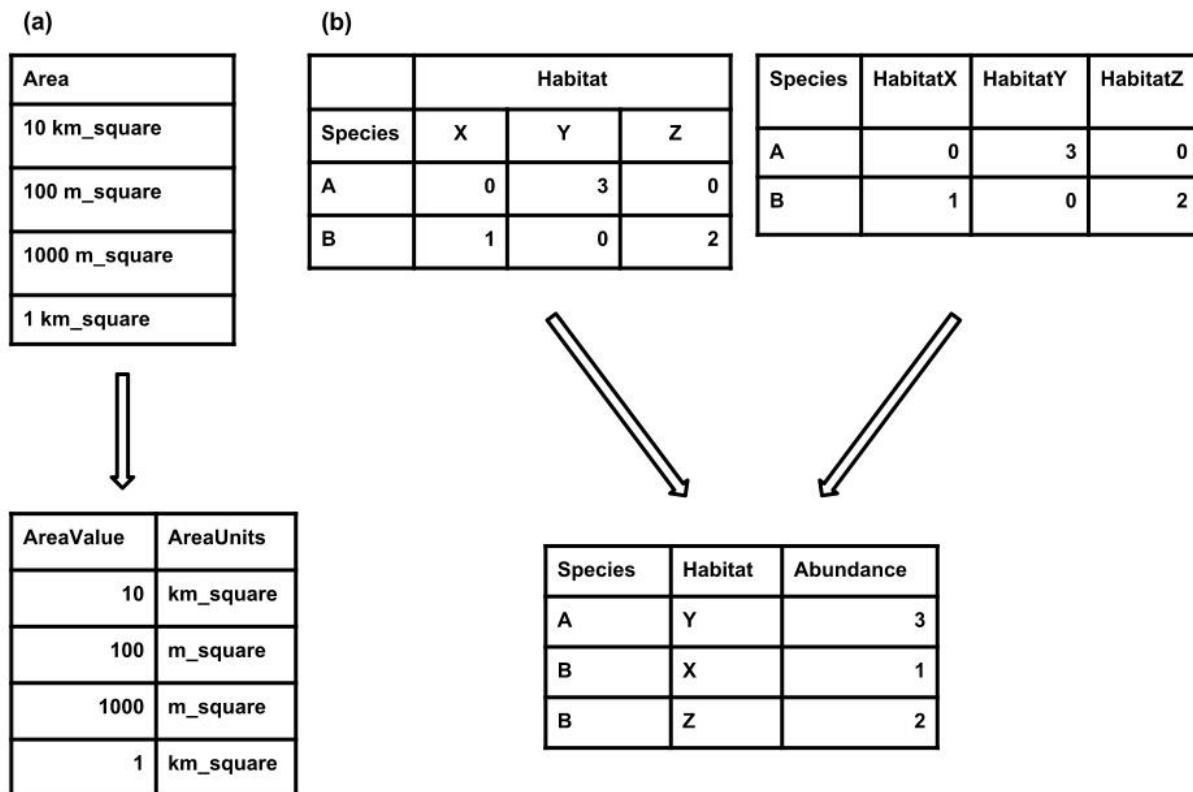 (a)
Area
10 km_square
100 m_square
1000 m_square
1 km_square
AreaValue AreaUnits
10 km_square
100 m_square
1000 m_square
1 km_square
(b)
Habitat
Species X Y Z
A 0 3 0
B 1 0 2
Species HabitatX HabitatY HabitatZ
A 0 3 0
B 1 0 2
Species Habitat Abundance
A Y 3
B X 1
B Z 2